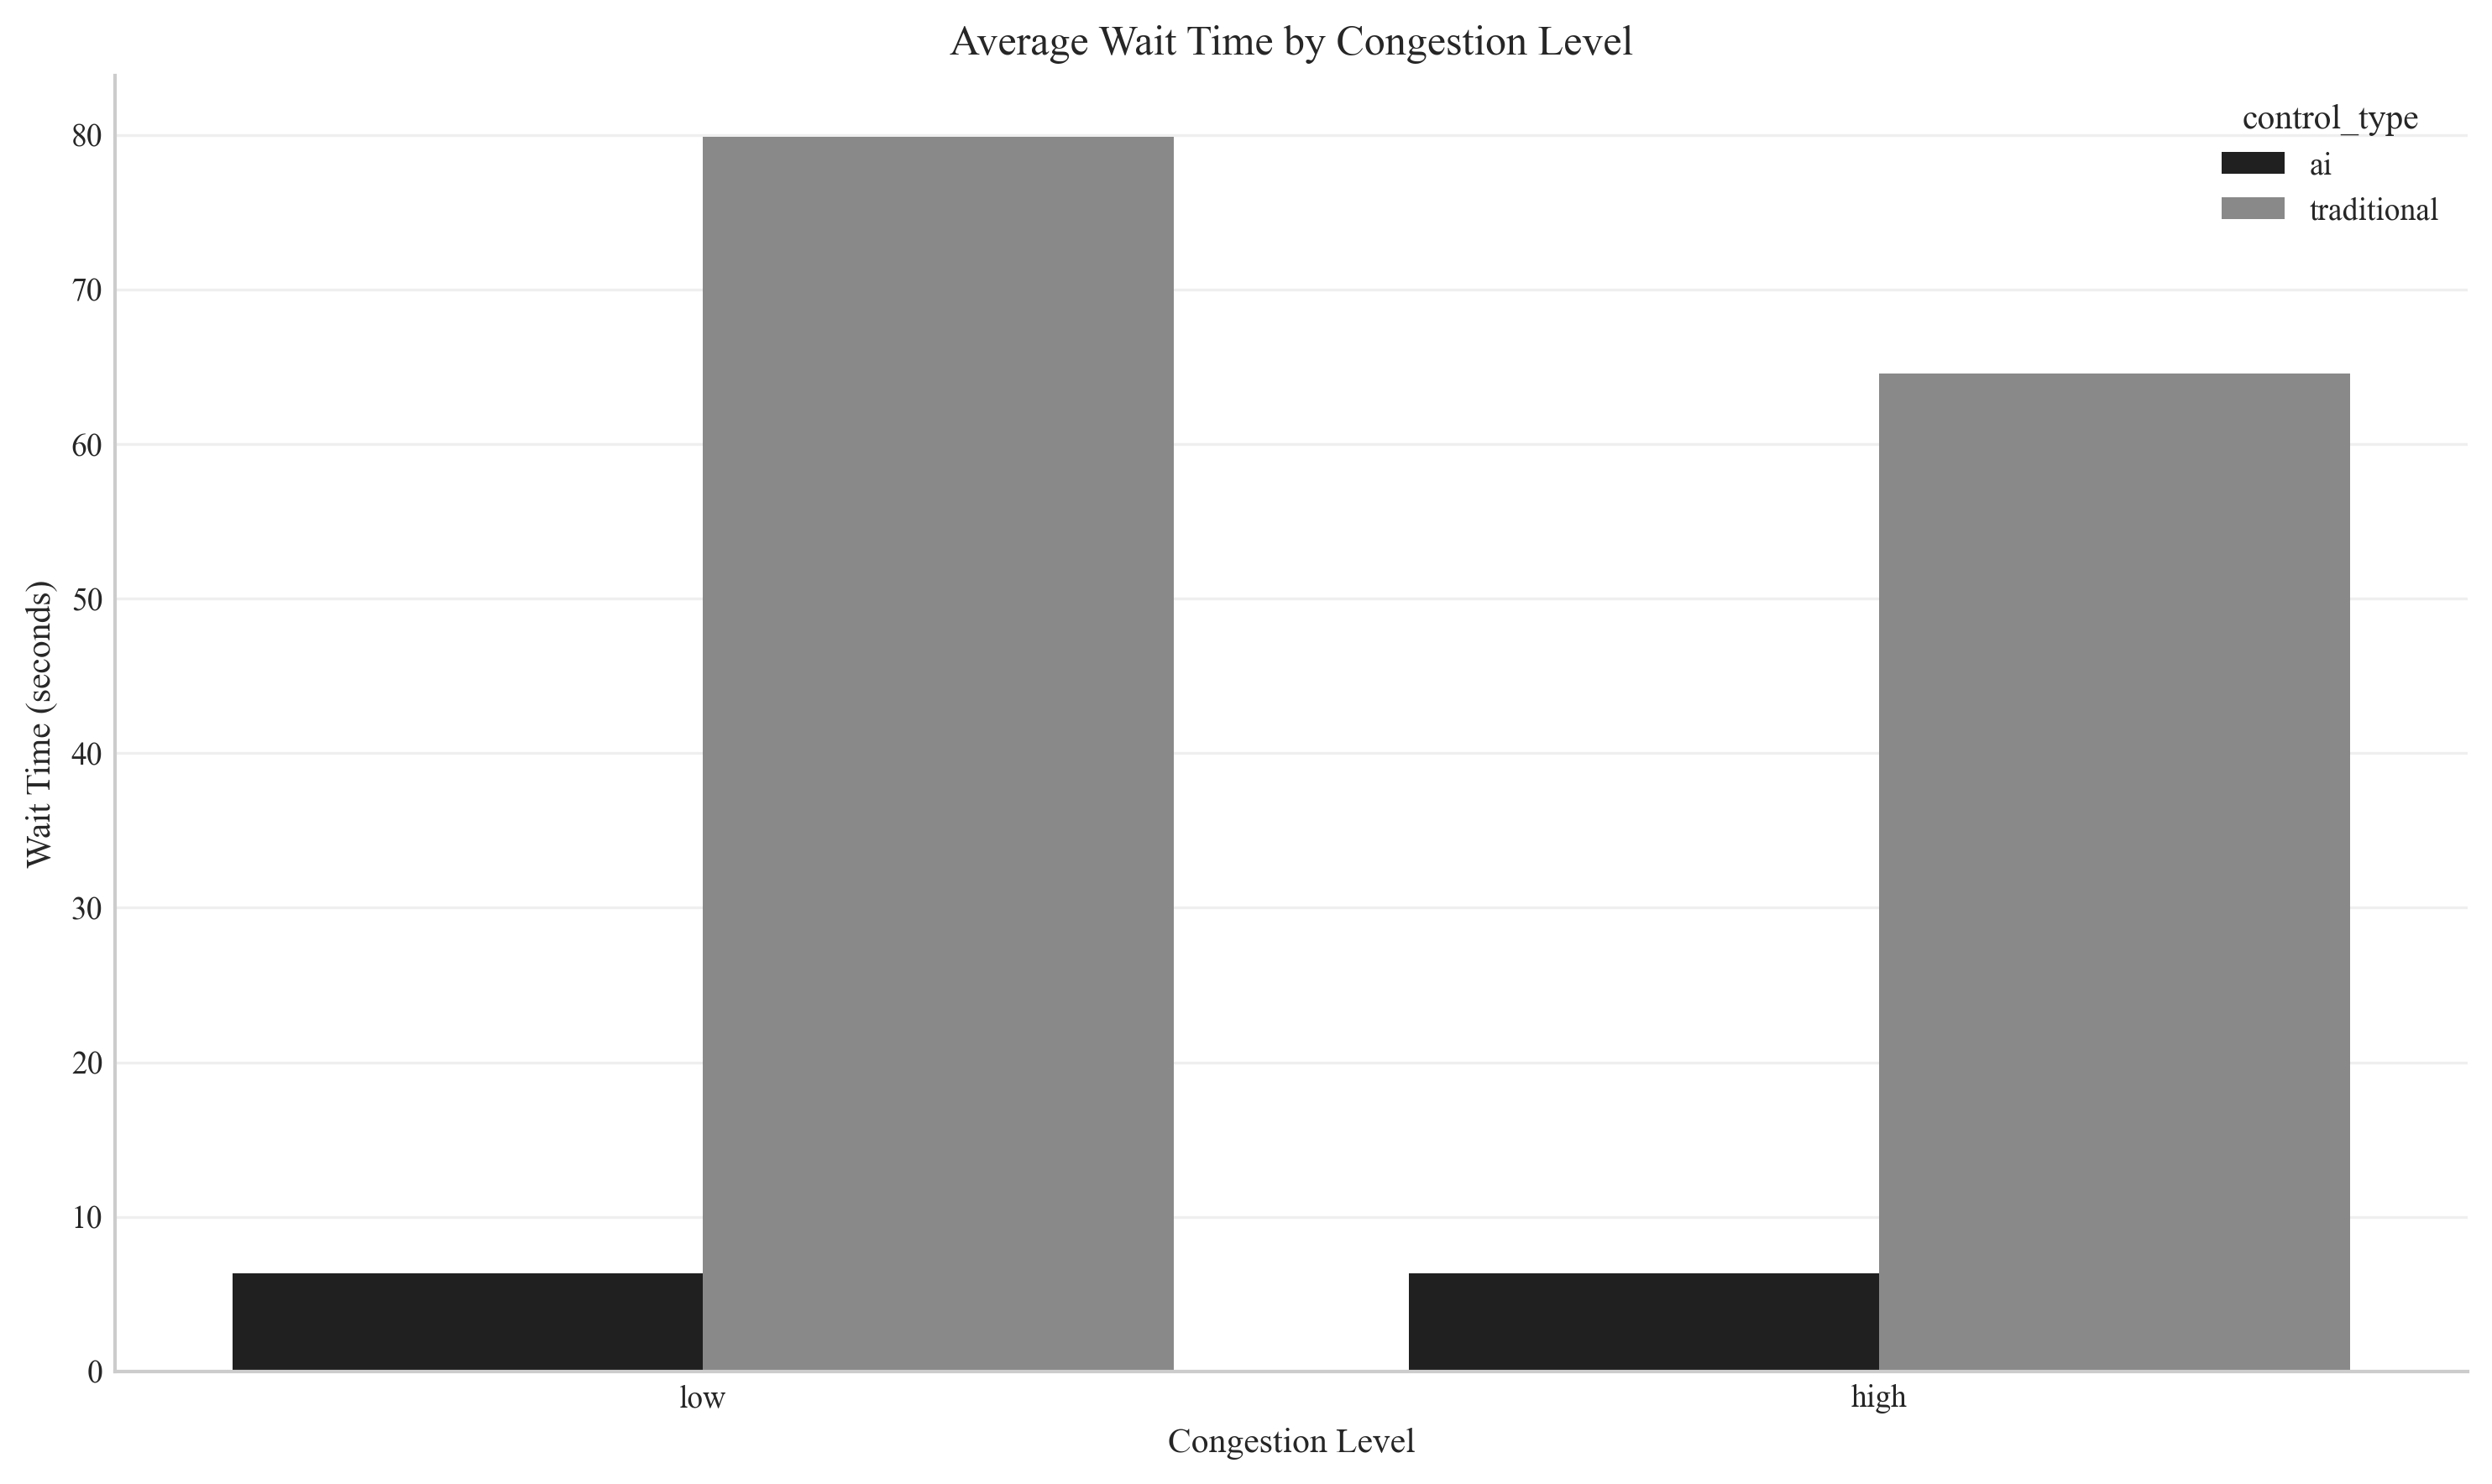 Average Wait Time by Congestion Level
control_type
ai
traditional
Wait Time (seconds)
80
70
60
50
40
30
20
10
0
low
high
Congestion Level